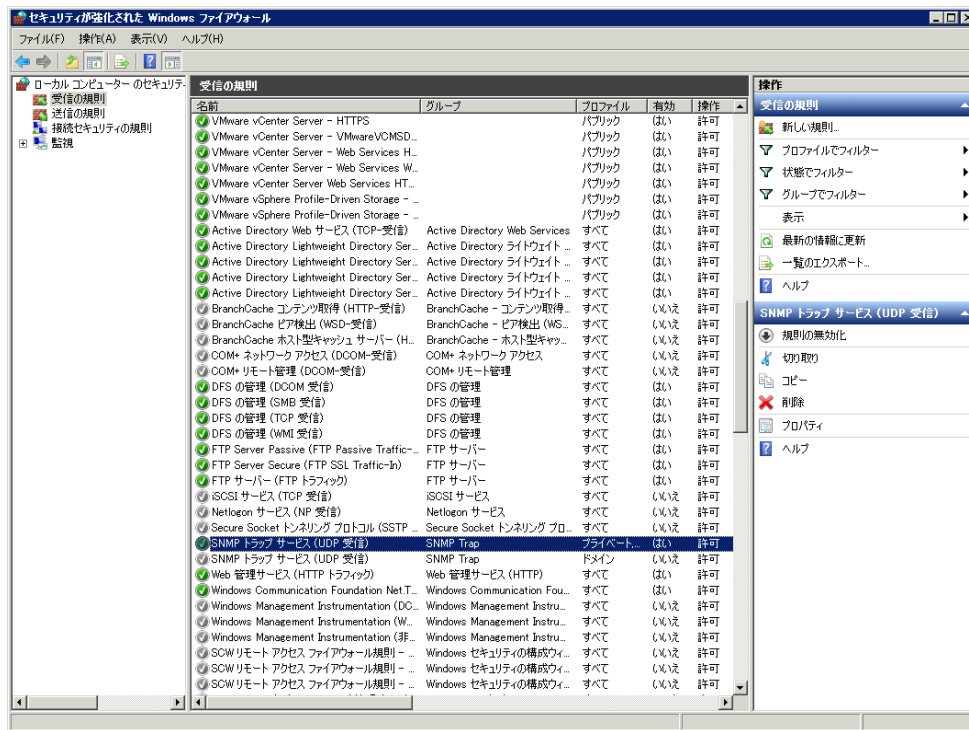 セキュリティが強化された Windows ファイアウォール
ファイル(F) 操作(A) 表示(V) ヘルプ(H)
ローカル コンピューター のセキュリテ
受信の規則
送信の規則
接続セキュリティの規則
監視
受信の規則
名前 グループ プロファイル 有効 操作
VMware vCenter Server - HTTPS パブリック はい 許可
VMware vCenter Server - VMwareVCMSD... パブリック はい 許可
VMware vCenter Server - Web Services H... パブリック はい 許可
VMware vCenter Server - Web Services W... パブリック はい 許可
VMware vCenter Server Web Services HT... パブリック はい 許可
VMware vSphere Profile-Driven Storage - ... パブリック はい 許可
VMware vSphere Profile-Driven Storage - ... パブリック はい 許可
Active Directory Web サービス (TCP-受信) Active Directory Web Services すべて はい 許可
Active Directory Lightweight Directory Ser... Active Directory ライトウェイト ... すべて はい 許可
Active Directory Lightweight Directory Ser... Active Directory ライトウェイト ... すべて はい 許可
Active Directory Lightweight Directory Ser... Active Directory ライトウェイト ... すべて はい 許可
Active Directory Lightweight Directory Ser... Active Directory ライトウェイト ... すべて はい 許可
BranchCache コンテンツ取得 (HTTP-受信) BranchCache - コンテンツ取得... すべて いいえ 許可
BranchCache ピア検出 (WSD-受信) BranchCache - ピア検出 (WS... すべて いいえ 許可
BranchCache ホスト型キャッシュ サーバー (H... BranchCache - ホスト型キャッ... すべて いいえ 許可
COM+ ネットワーク アクセス (DCOM-受信) COM+ ネットワーク アクセス すべて いいえ 許可
COM+ リモート管理 (DCOM-受信) COM+ リモート管理 すべて いいえ 許可
DFS の管理 (DCOM 受信) DFS の管理 すべて はい 許可
DFS の管理 (SMB 受信) DFS の管理 すべて はい 許可
DFS の管理 (TCP 受信) DFS の管理 すべて はい 許可
DFS の管理 (WMI 受信) DFS の管理 すべて はい 許可
FTP Server Passive (FTP Passive Traffic-... FTP サーバー すべて はい 許可
FTP Server Secure (FTP SSL Traffic-In) FTP サーバー すべて はい 許可
FTP サーバー (FTP トラフィック) FTP サーバー すべて はい 許可
iSCSI サービス (TCP 受信) iSCSI サービス すべて いいえ 許可
Netlogon サービス (NP 受信) Netlogon サービス すべて いいえ 許可
Secure Socket トンネリング プロトコル (SSTP ... Secure Socket トンネリング プロ... すべて いいえ 許可
SNMP トラップ サービス (UDP 受信) SNMP Trap プライベート,... はい 許可
SNMP トラップ サービス (UDP 受信) SNMP Trap ドメイン いいえ 許可
Web 管理サービス (HTTP トラフィック) Web 管理サービス (HTTP) すべて はい 許可
Windows Communication Foundation Net.T... Windows Communication Fou... すべて はい 許可
Windows Management Instrumentation (DC... Windows Management Instru... すべて いいえ 許可
Windows Management Instrumentation (W... Windows Management Instru... すべて いいえ 許可
Windows Management Instrumentation (非... Windows Management Instru... すべて いいえ 許可
SCW リモート アクセス ファイアウォール規則 - ... Windows セキュリティの構成ウィ... すべて いいえ 許可
SCW リモート アクセス ファイアウォール規則 - ... Windows セキュリティの構成ウィ... すべて いいえ 許可
SCW リモート アクセス ファイアウォール規則 - ... Windows セキュリティの構成ウィ... すべて いいえ 許可
操作
受信の規則
新しい規則...
プロファイルでフィルター
状態でフィルター
グループでフィルター
表示
最新の情報に更新
一覧のエクスポート...
ヘルプ
SNMP トラップ サービス (UDP 受信)
規則の無効化
切り取り
コピー
削除
プロパティ
ヘルプ